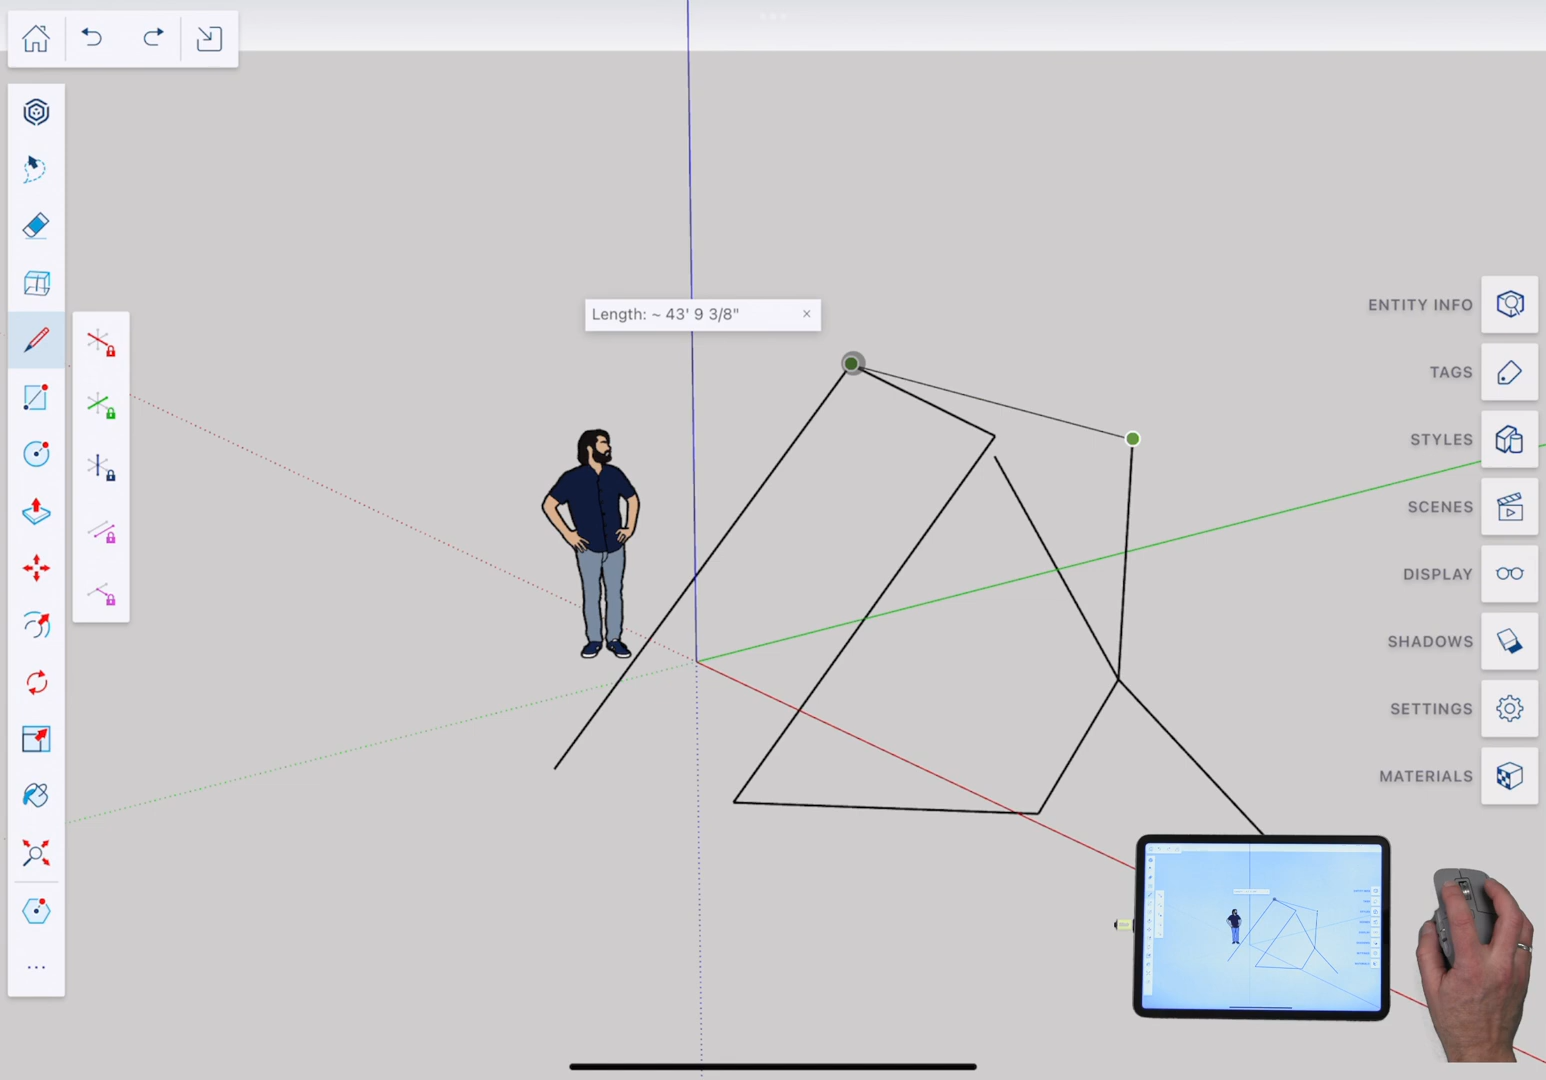 Length: ~ 43' 9 3/8"
ENTITY INFO
TAGS
STYLES
SCENES
DISPLAY
SHADOWS
SETTINGS
MATERIALS